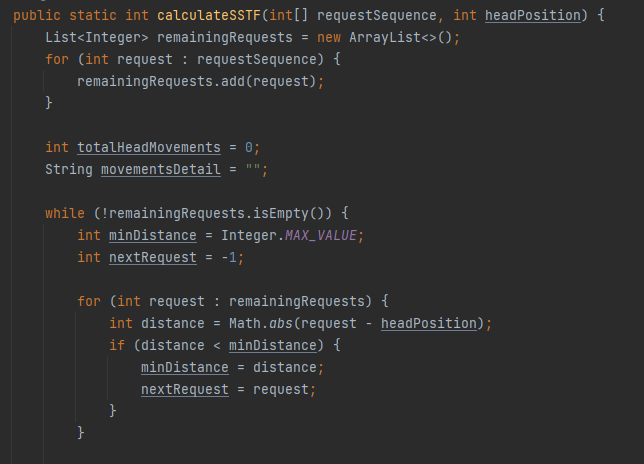 public static int calculateSSTF(int[] requestSequence, int headPosition) {
    List<Integer> remainingRequests = new ArrayList<>();
    for (int request : requestSequence) {
        remainingRequests.add(request);
    }

    int totalHeadMovements = 0;
    String movementsDetail = "";

    while (!remainingRequests.isEmpty()) {
        int minDistance = Integer.MAX_VALUE;
        int nextRequest = -1;

        for (int request : remainingRequests) {
            int distance = Math.abs(request - headPosition);
            if (distance < minDistance) {
                minDistance = distance;
                nextRequest = request;
            }
        }